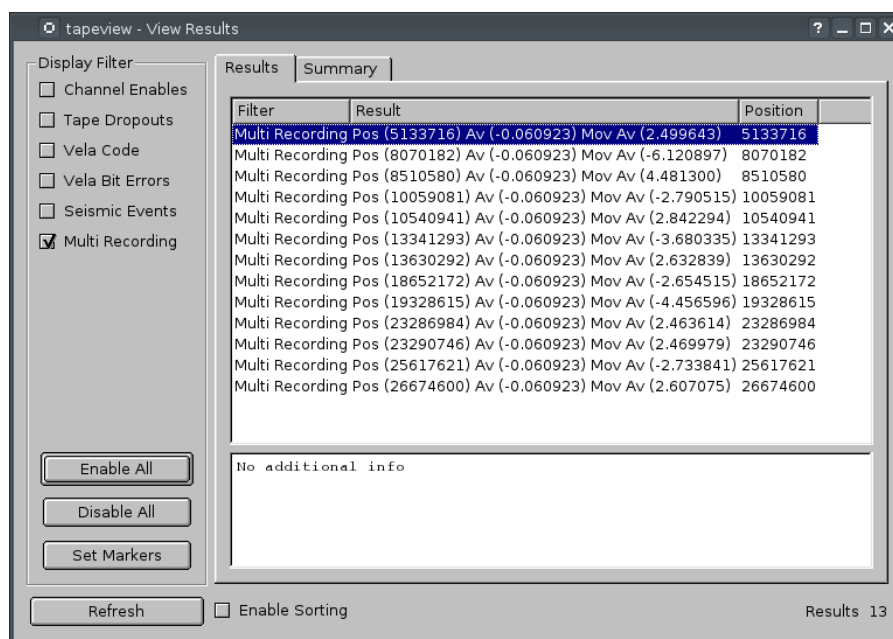 tapeview - View Results
Display Filter
Channel Enables
Tape Dropouts
Vela Code
Vela Bit Errors
Seismic Events
Multi Recording
Enable All
Disable All
Set Markers
Refresh
Results Summary
Filter Result Position
Multi Recording Pos (5133716) Av (-0.060923) Mov Av (2.499643) 5133716
Multi Recording Pos (8070182) Av (-0.060923) Mov Av (-6.120897) 8070182
Multi Recording Pos (8510580) Av (-0.060923) Mov Av (4.481300) 8510580
Multi Recording Pos (10059081) Av (-0.060923) Mov Av (-2.790515) 10059081
Multi Recording Pos (10540941) Av (-0.060923) Mov Av (2.842294) 10540941
Multi Recording Pos (13341293) Av (-0.060923) Mov Av (-3.680335) 13341293
Multi Recording Pos (13630292) Av (-0.060923) Mov Av (2.632839) 13630292
Multi Recording Pos (18652172) Av (-0.060923) Mov Av (-2.654515) 18652172
Multi Recording Pos (19328615) Av (-0.060923) Mov Av (-4.456596) 19328615
Multi Recording Pos (23286984) Av (-0.060923) Mov Av (2.463614) 23286984
Multi Recording Pos (23290746) Av (-0.060923) Mov Av (2.469979) 23290746
Multi Recording Pos (25617621) Av (-0.060923) Mov Av (-2.733841) 25617621
Multi Recording Pos (26674600) Av (-0.060923) Mov Av (2.607075) 26674600
No additional info
Enable Sorting
Results 13